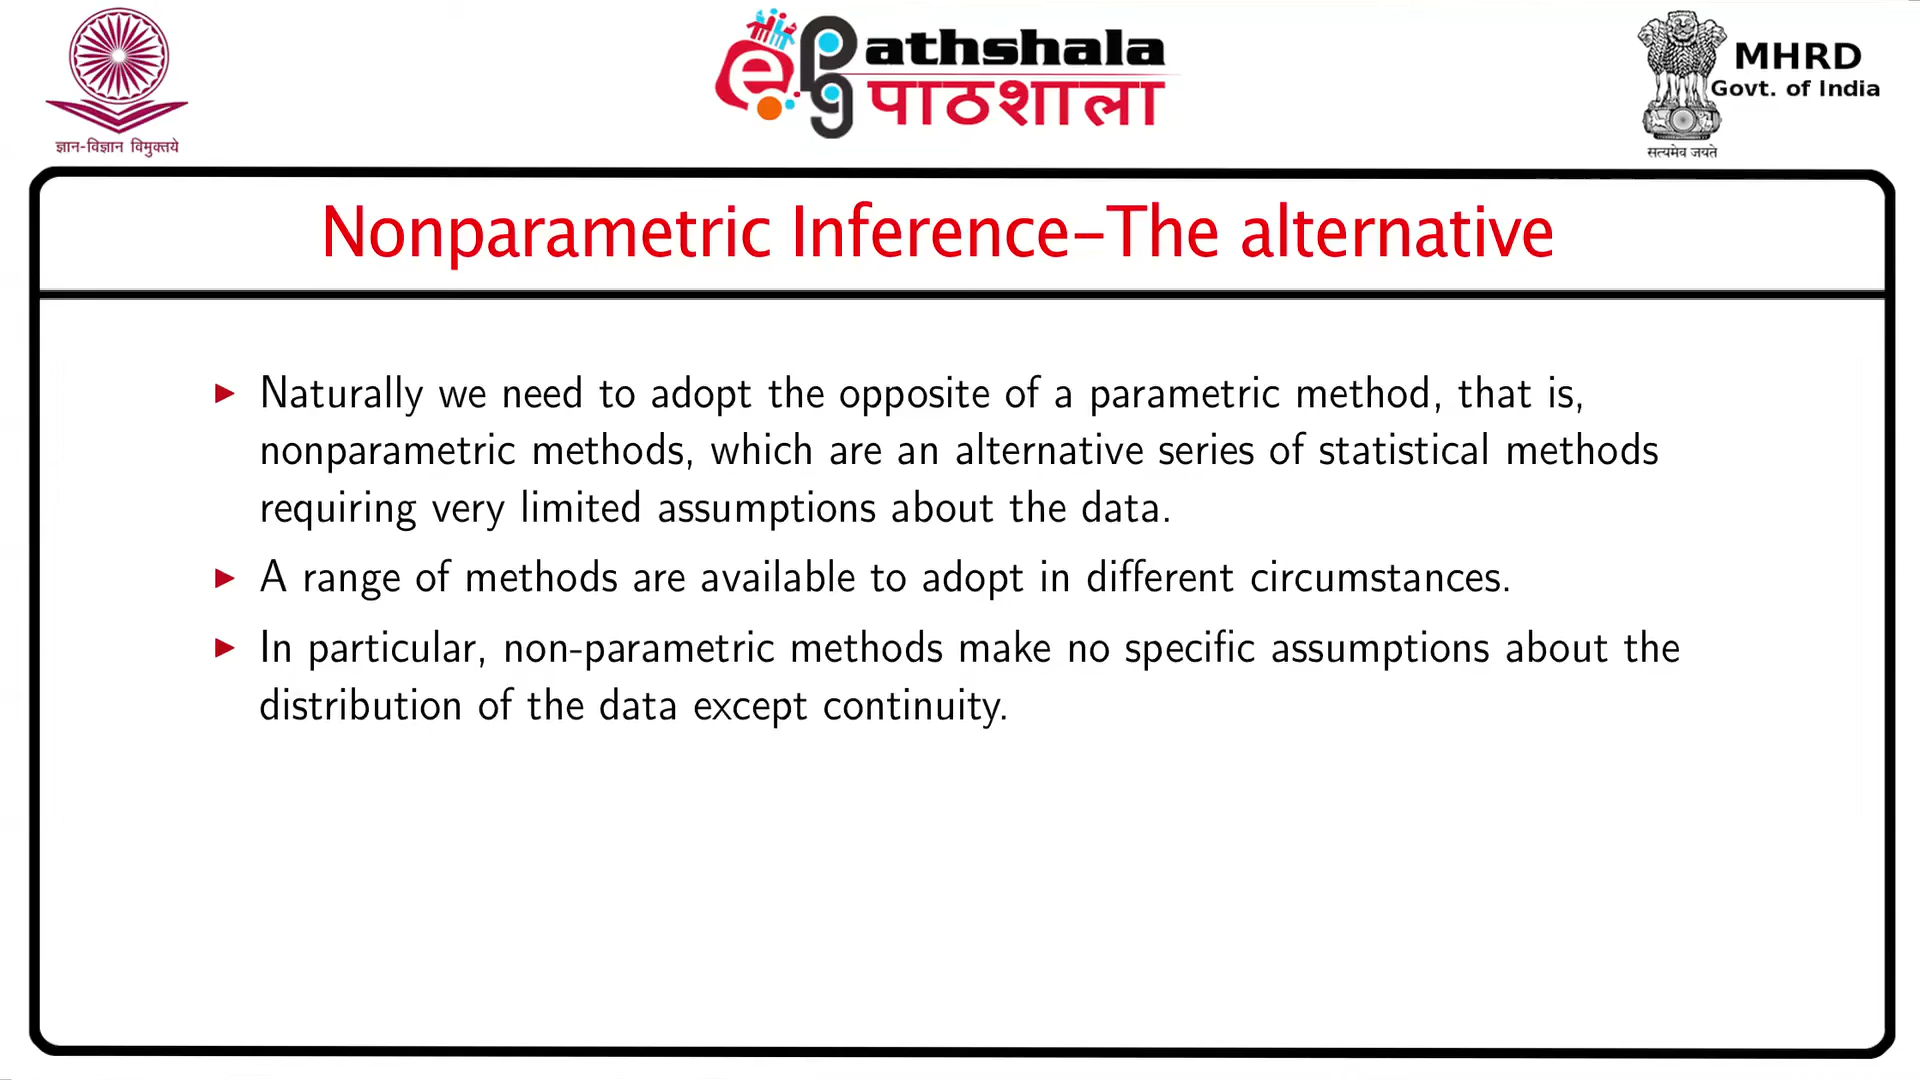 ज्ञान-विज्ञान विमुक्तये
e pg athshala
पाठशाला
MHRD
Govt. of India
सत्यमेव जयते
Nonparametric Inference–The alternative
▶ Naturally we need to adopt the opposite of a parametric method, that is,
nonparametric methods, which are an alternative series of statistical methods
requiring very limited assumptions about the data.
▶ A range of methods are available to adopt in different circumstances.
▶ In particular, non-parametric methods make no specific assumptions about the
distribution of the data except continuity.